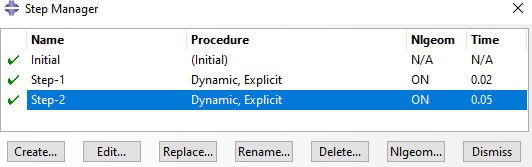 Step Manager
Name Procedure Nlgeom Time
Initial (Initial) N/A N/A
Step-1 Dynamic, Explicit ON 0.02
Step-2 Dynamic, Explicit ON 0.05
Create... Edit... Replace... Rename... Delete... Nlgeom... Dismiss